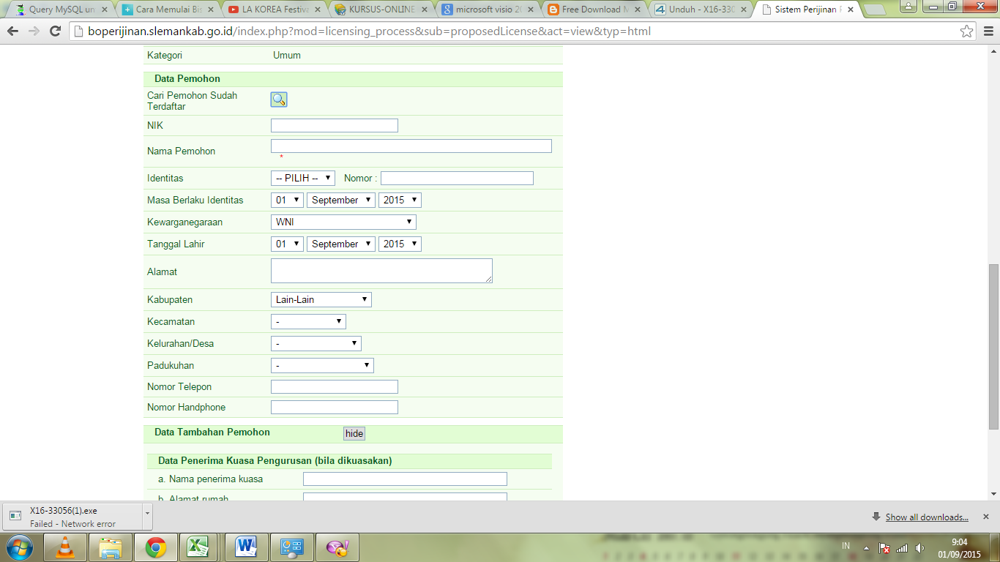 Query MySQL un
Cara Memulai Bis
LA KOREA Festiva
KURSUS-ONLINE
microsoft visio 20
Free Download M
Unduh - X16-330
Sistem Perijinan P
boperijinan.slemankab.go.id/index.php?mod=licensing_process&sub=proposedLicense&act=view&typ=html
Kategori Umum
Data Pemohon
Cari Pemohon Sudah
Terdaftar
NIK
Nama Pemohon
*
Identitas -- PILIH -- Nomor :
Masa Berlaku Identitas 01 September 2015
Kewarganegaraan WNI
Tanggal Lahir 01 September 2015
Alamat
Kabupaten Lain-Lain
Kecamatan -
Kelurahan/Desa -
Padukuhan -
Nomor Telepon
Nomor Handphone
Data Tambahan Pemohon hide
Data Penerima Kuasa Pengurusan (bila dikuasakan)
a. Nama penerima kuasa
b. Alamat rumah
X16-33056(1).exe
Failed - Network error
Show all downloads...
IN
9:04
01/09/2015